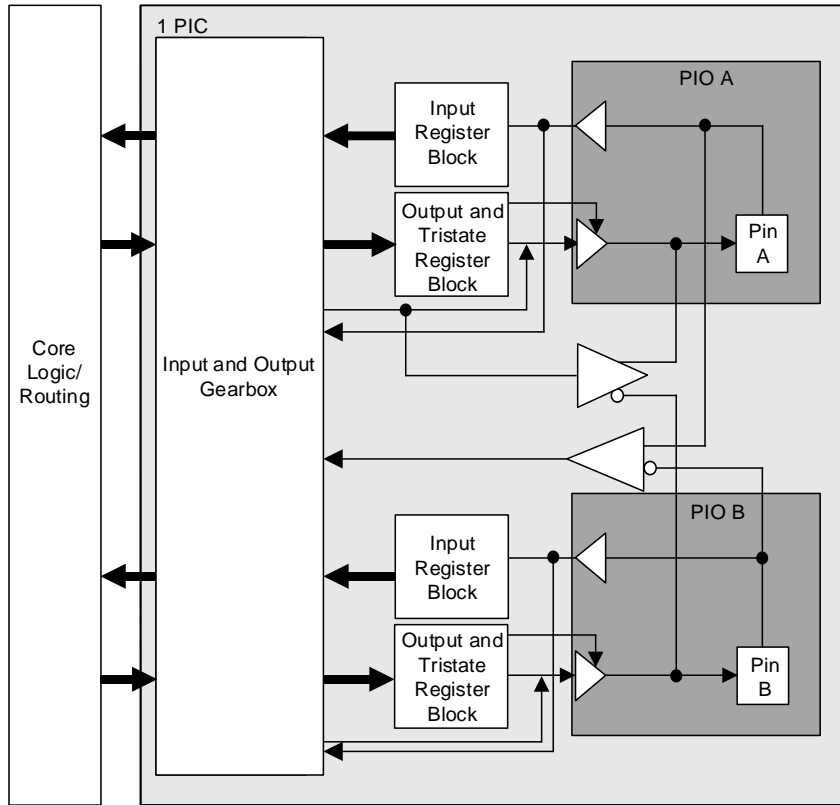 1 PIC
Core
Logic/
Routing
Input and Output
Gearbox
Input
Register
Block
Output and
Tristate
Register
Block
PIO A
Pin
A
Input
Register
Block
Output and
Tristate
Register
Block
PIO B
Pin
B